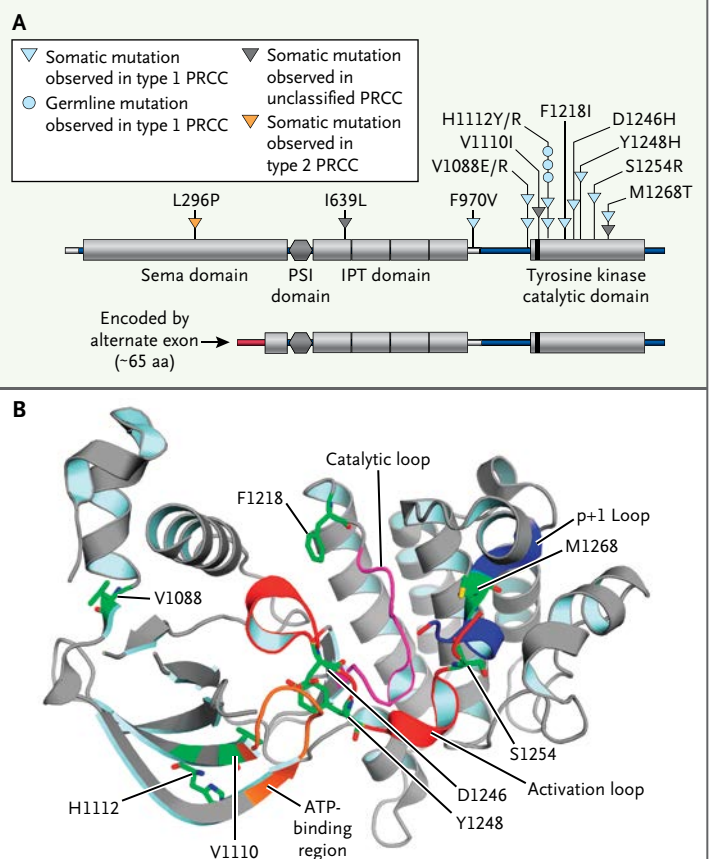 A
Somatic mutation
observed in type 1 PRCC
Germline mutation
observed in type 1 PRCC
Somatic mutation
observed in
unclassified PRCC
Somatic mutation
observed in
type 2 PRCC
H1112Y/R
V1110I
V1088E/R
F1218I
D1246H
Y1248H
S1254R
M1268T
L296P
I639L
F970V
Sema domain
PSI
domain
IPT domain
Tyrosine kinase
catalytic domain
Encoded by
alternate exon
(~65 aa)
B
Catalytic loop
F1218
p+1 Loop
M1268
V1088
S1254
Activation loop
D1246
Y1248
H1112
V1110
ATP-
binding
region